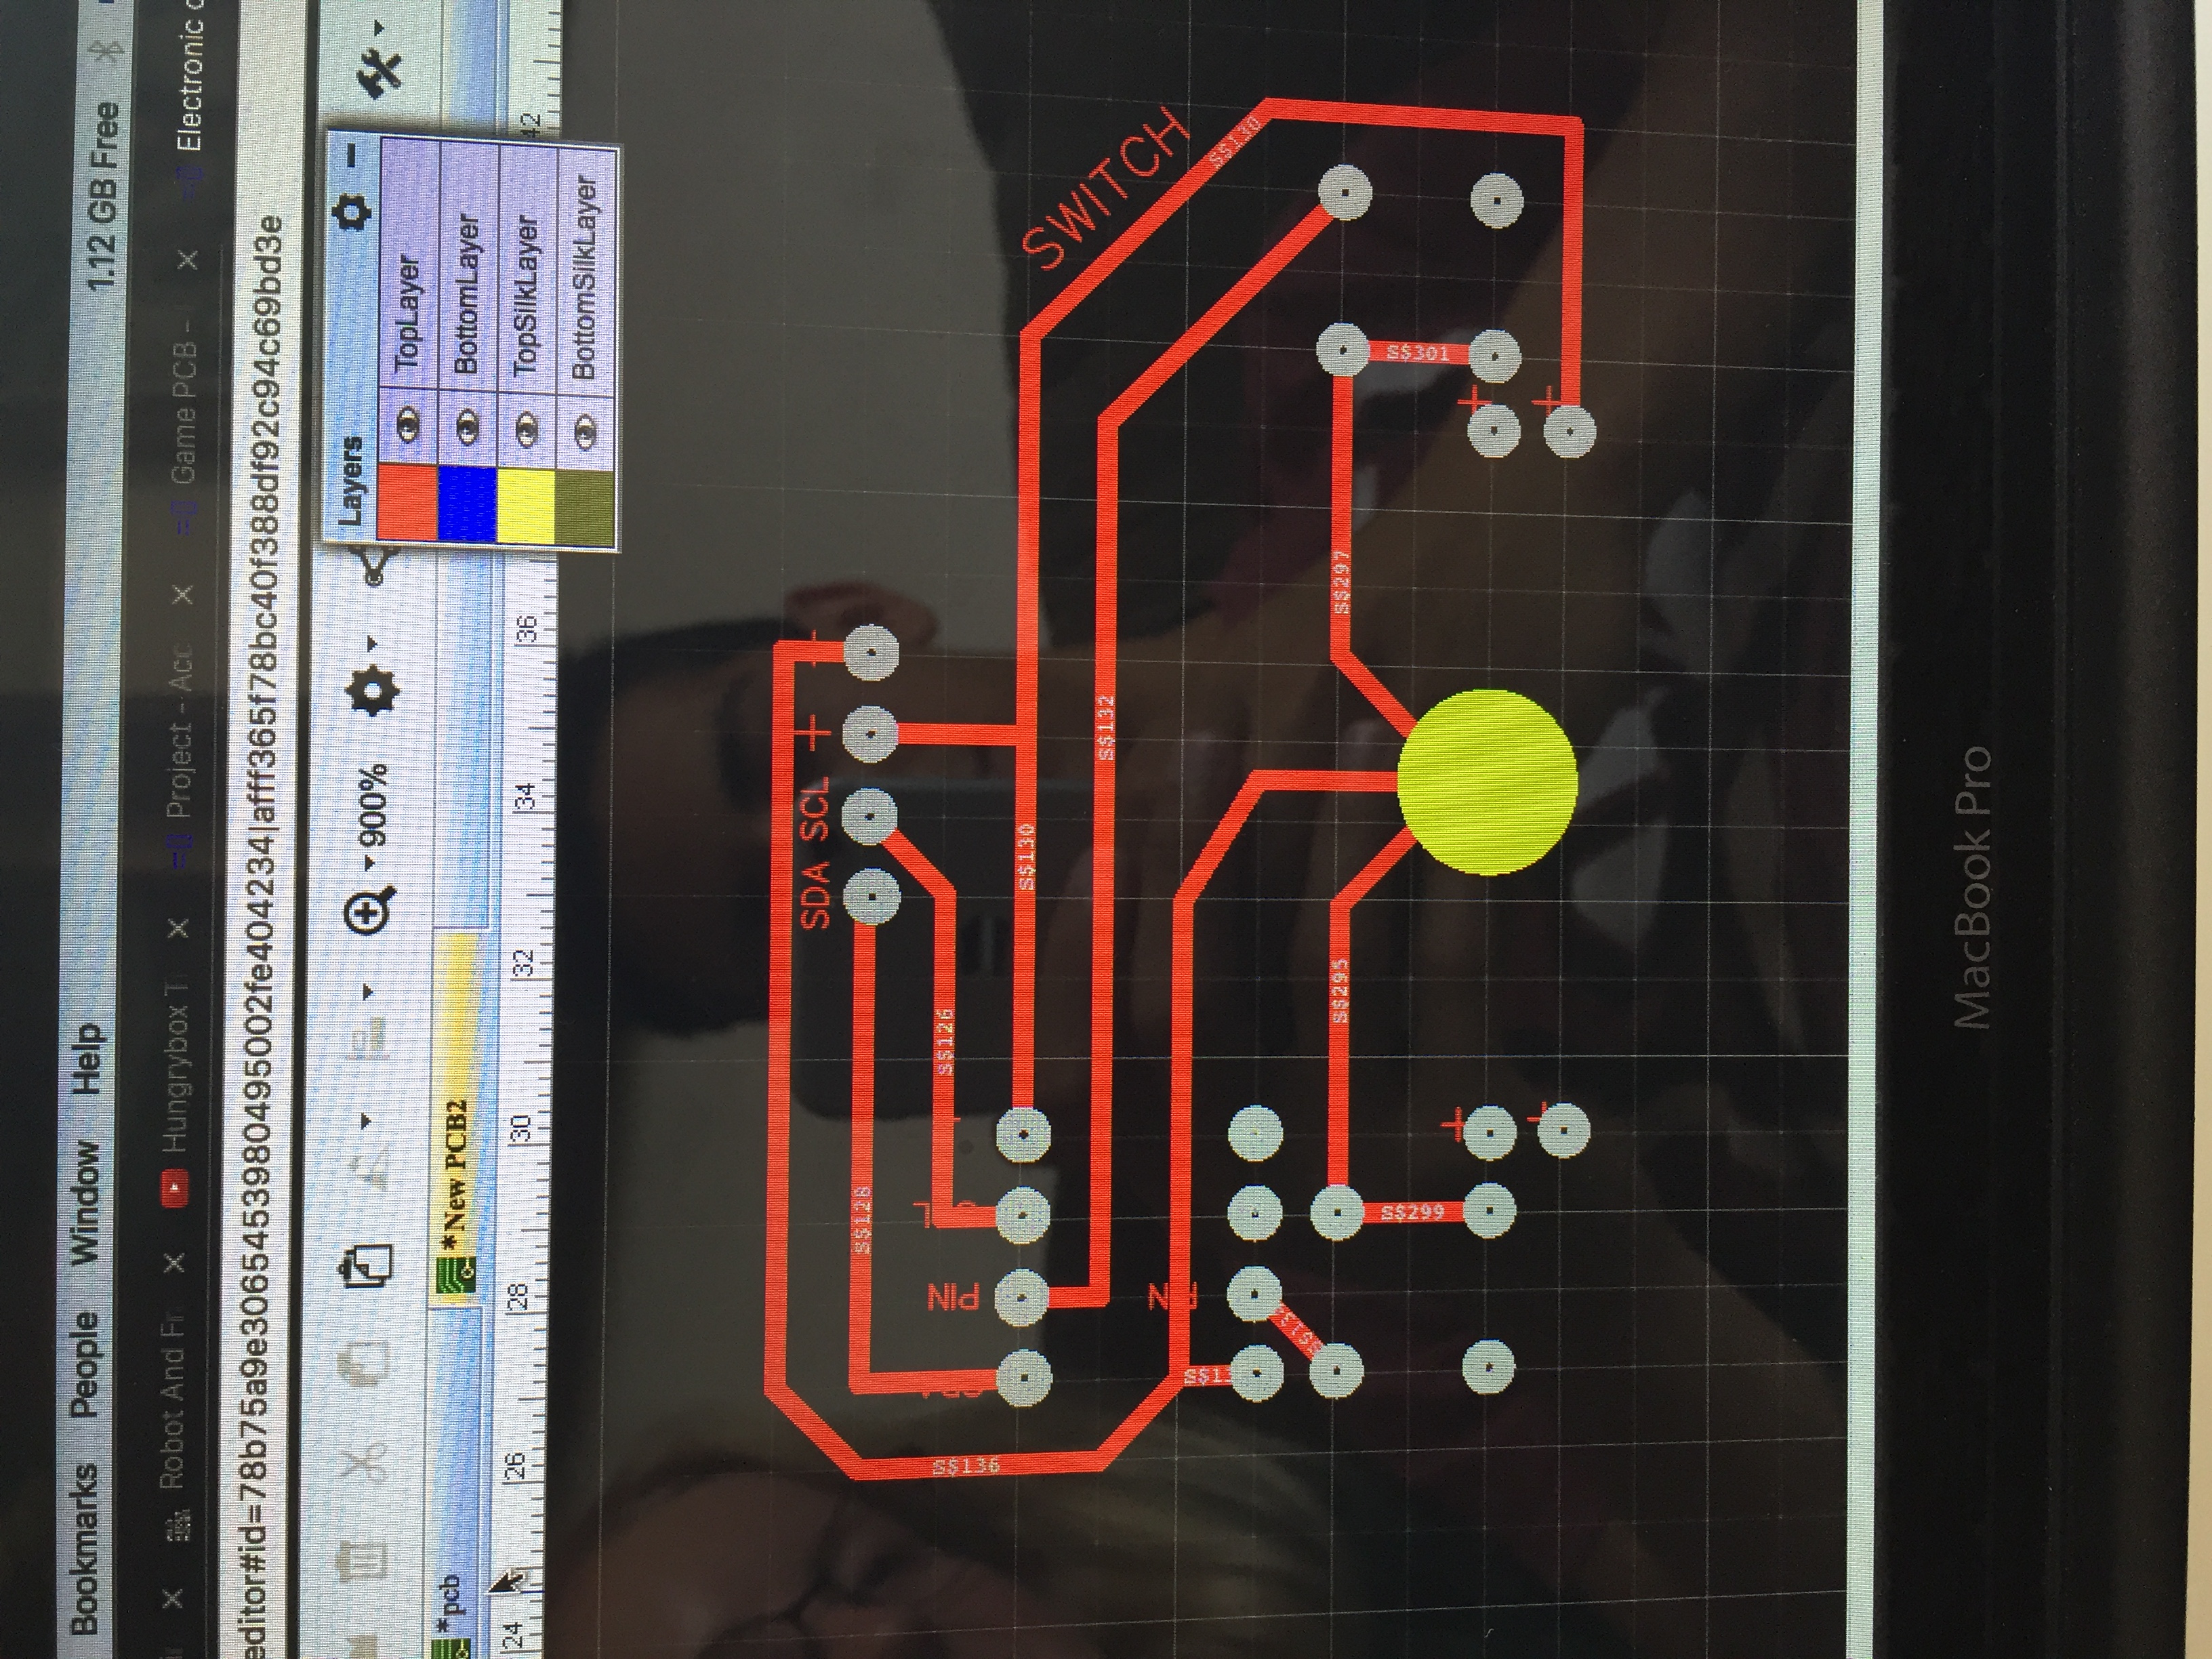 Bookmarks People Window Help 1.12 GB Free
Robot And Fr Hungrybox T Project - Acc Game PCB - Electronic c
editor#id=78b75a9e3065453980495002fe404234|afff365f78bc40f388df92c94c69bd3e
900%
Layers
TopLayer
BottomLayer
TopSilkLayer
BottomSilkLayer
*pcb *New PCB2
24 26 28 30 32 34 36 42
SDA SCL + -
S$128
PIN
S$126
S$136
S$130
SWITCH
S$132
S$130
S$295
S$297
S$299
S$301
+ +
+ +
MacBook Pro